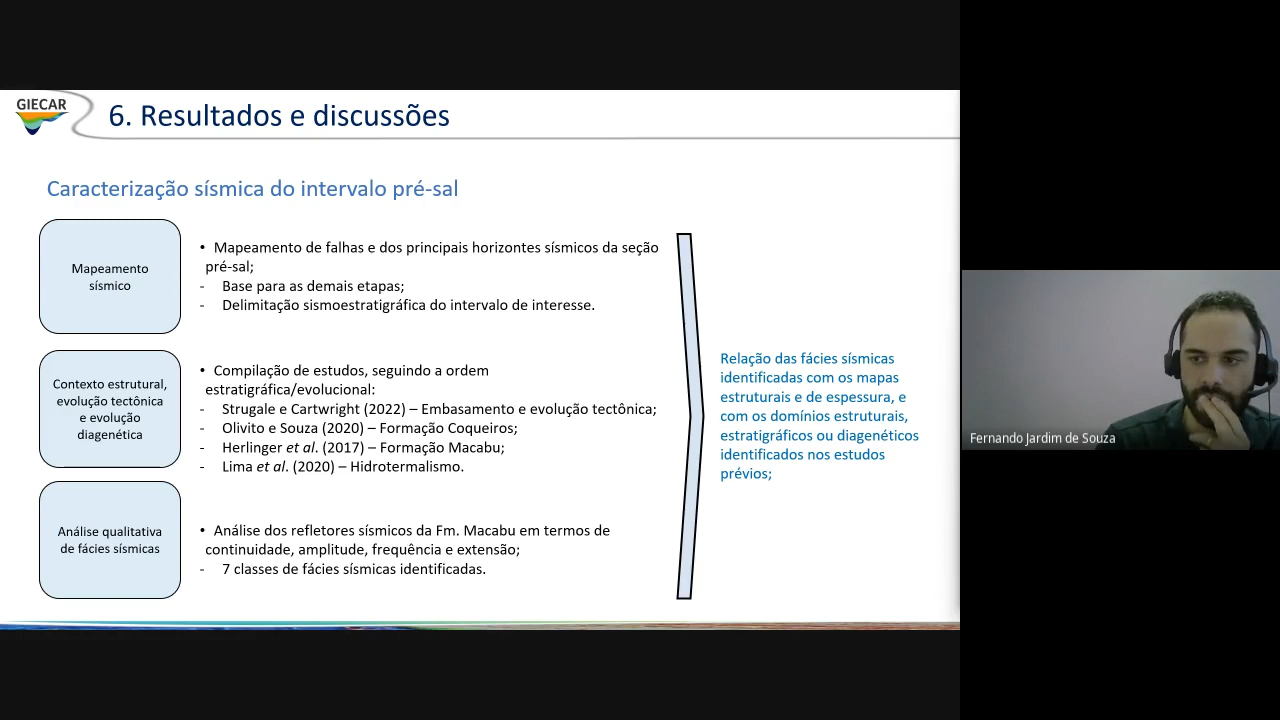 GIECAR
6. Resultados e discussões
Caracterização sísmica do intervalo pré-sal
Mapeamento
sísmico
• Mapeamento de falhas e dos principais horizontes sísmicos da seção
pré-sal;
- Base para as demais etapas;
- Delimitação sismoestratigráfica do intervalo de interesse.
Contexto estrutural,
evolução tectônica
e evolução
diagenética
• Compilação de estudos, seguindo a ordem
estratigráfica/evolucional:
- Strugale e Cartwright (2022) – Embasamento e evolução tectônica;
- Olivito e Souza (2020) – Formação Coqueiros;
- Herlinger et al. (2017) – Formação Macabu;
- Lima et al. (2020) – Hidrotermalismo.
Análise qualitativa
de fácies sísmicas
• Análise dos refletores sísmicos da Fm. Macabu em termos de
continuidade, amplitude, frequência e extensão;
- 7 classes de fácies sísmicas identificadas.
Relação das fácies sísmicas
identificadas com os mapas
estruturais e de espessura, e
com os domínios estruturais,
estratigráficos ou diagenéticos
identificados nos estudos
prévios;
Fernando Jardim de Souza